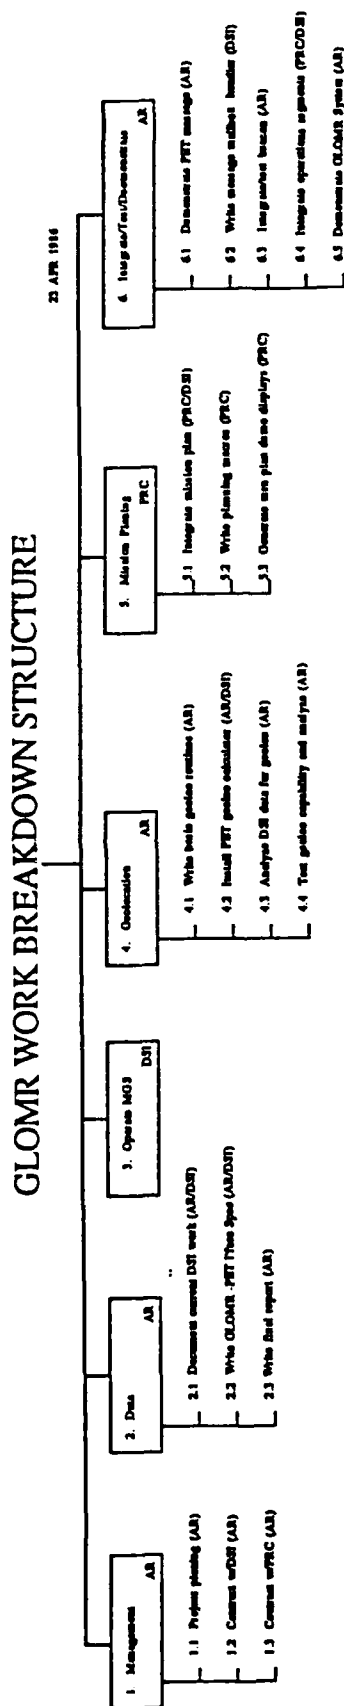 GLOMR WORK BREAKDOWN STRUCTURE
23 APR 1986
1. Management
AR
1.1 Project planing (AR)
1.2 Contract w/DSI (AR)
1.3 Contract w/PRC (AR)
2. Data
AR
2.1 Document current DSI work (AR/DSI)
2.2 Write GLOMR -PBT I'face Spec (AR/DSI)
2.3 Write final report (AR)
3. Operate MGS
DSI
4. Geolocation
AR
4.1 Write basic geoloc routines (AR)
4.2 Install PBT geoloc calculator (AR/DSI)
4.3 Analyze DSI data for geoloc (AR)
4.4 Test geoloc capability and analyze (AR)
5. Mission Planing
PRC
5.1 Integrate mission plan (PRC/DSI)
5.2 Write planning macros (PRC)
5.3 Generate msn plan demo displays (PRC)
6. Integrate/Test/Demonstrate
AR
6.1 Demonstrate PBT message (AR)
6.2 Write message mailbox handler (DSI)
6.3 Integrate/test beacon (AR)
6.4 Integrate operations segments (PRC/DSI)
6.5 Demonstrate GLOMR System (AR)